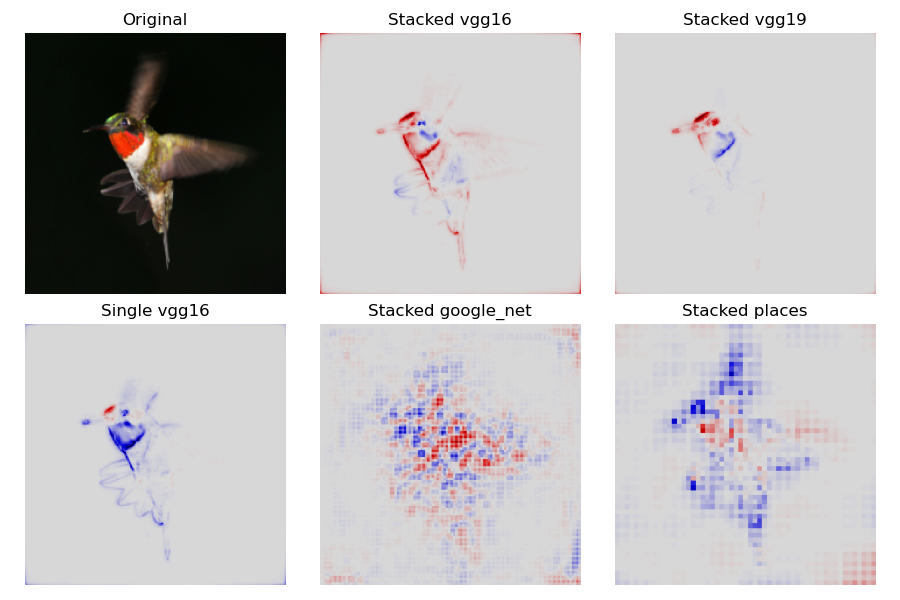 Original
Stacked vgg16
Stacked vgg19
Single vgg16
Stacked google_net
Stacked places